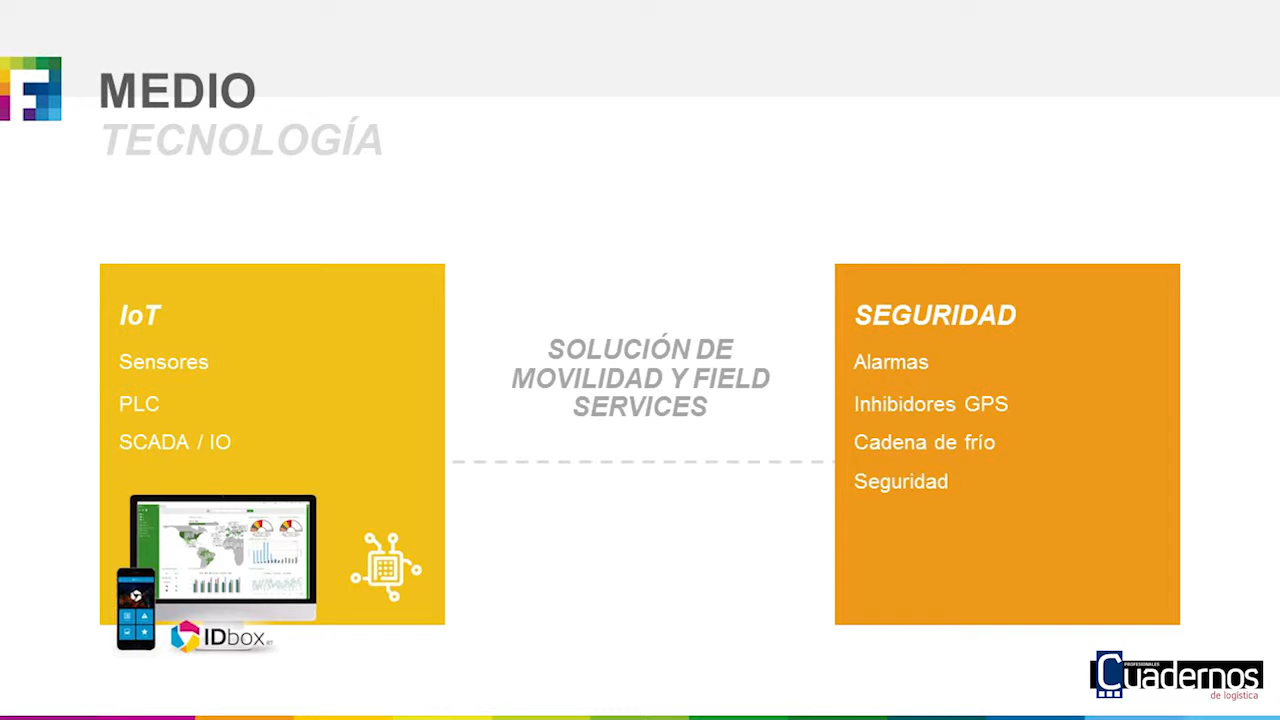 F
MEDIO
TECNOLOGÍA
IoT
Sensores
PLC
SCADA / IO
IDbox RT
SOLUCIÓN DE
MOVILIDAD Y FIELD
SERVICES
SEGURIDAD
Alarmas
Inhibidores GPS
Cadena de frío
Seguridad
PROFESIONALES
Cuadernos
de logística